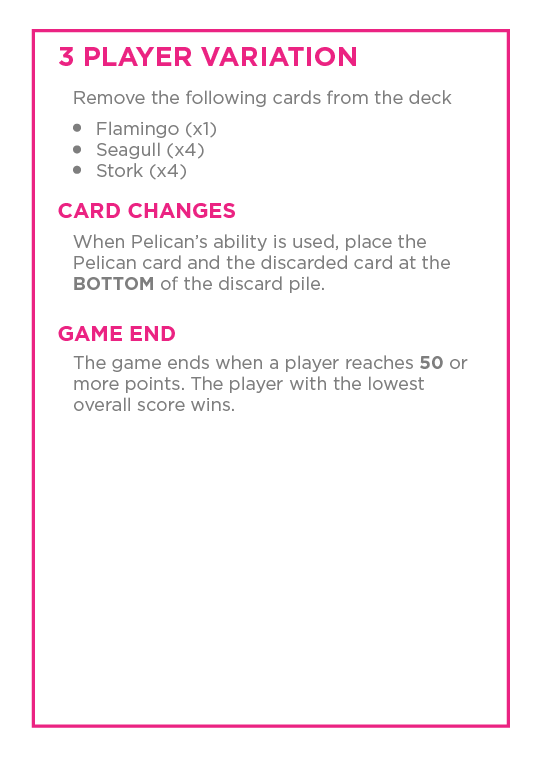 3 PLAYER VARIATION
Remove the following cards from the deck
• Flamingo (x1)
• Seagull (x4)
• Stork (x4)
CARD CHANGES
When Pelican’s ability is used, place the
Pelican card and the discarded card at the
BOTTOM of the discard pile.
GAME END
The game ends when a player reaches 50 or
more points. The player with the lowest
overall score wins.